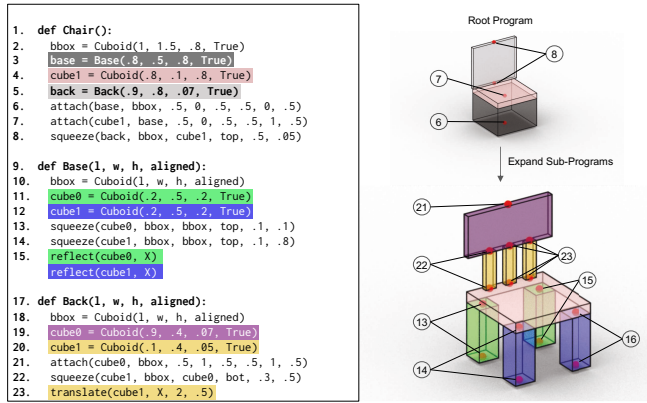 1. def Chair():
2. bbox = Cuboid(1, 1.5, .8, True)
3 base = Base(.8, .5, .8, True)
4. cube1 = Cuboid(.8, .1, .8, True)
5. back = Back(.9, .8, .07, True)
6. attach(base, bbox, .5, 0, .5, .5, 0, .5)
7. attach(cube1, base, .5, 0, .5, .5, 1, .5)
8. squeeze(back, bbox, cube1, top, .5, .05)
9. def Base(l, w, h, aligned):
10. bbox = Cuboid(l, w, h, aligned)
11. cube0 = Cuboid(.2, .5, .2, True)
12 cube1 = Cuboid(.2, .5, .2, True)
13. squeeze(cube0, bbox, bbox, top, .1, .1)
14. squeeze(cube1, bbox, bbox, top, .1, .8)
15. reflect(cube0, X)
reflect(cube1, X)
17. def Back(l, w, h, aligned):
18. bbox = Cuboid(l, w, h, aligned)
19. cube0 = Cuboid(.9, .4, .07, True)
20. cube1 = Cuboid(.1, .4, .05, True)
21. attach(cube0, bbox, .5, 1, .5, .5, 1, .5)
22. squeeze(cube1, bbox, cube0, bot, .3, .5)
23. translate(cube1, X, 2, .5)
Root Program
8
7
6
Expand Sub-Programs
21
23
22
15
13
16
14